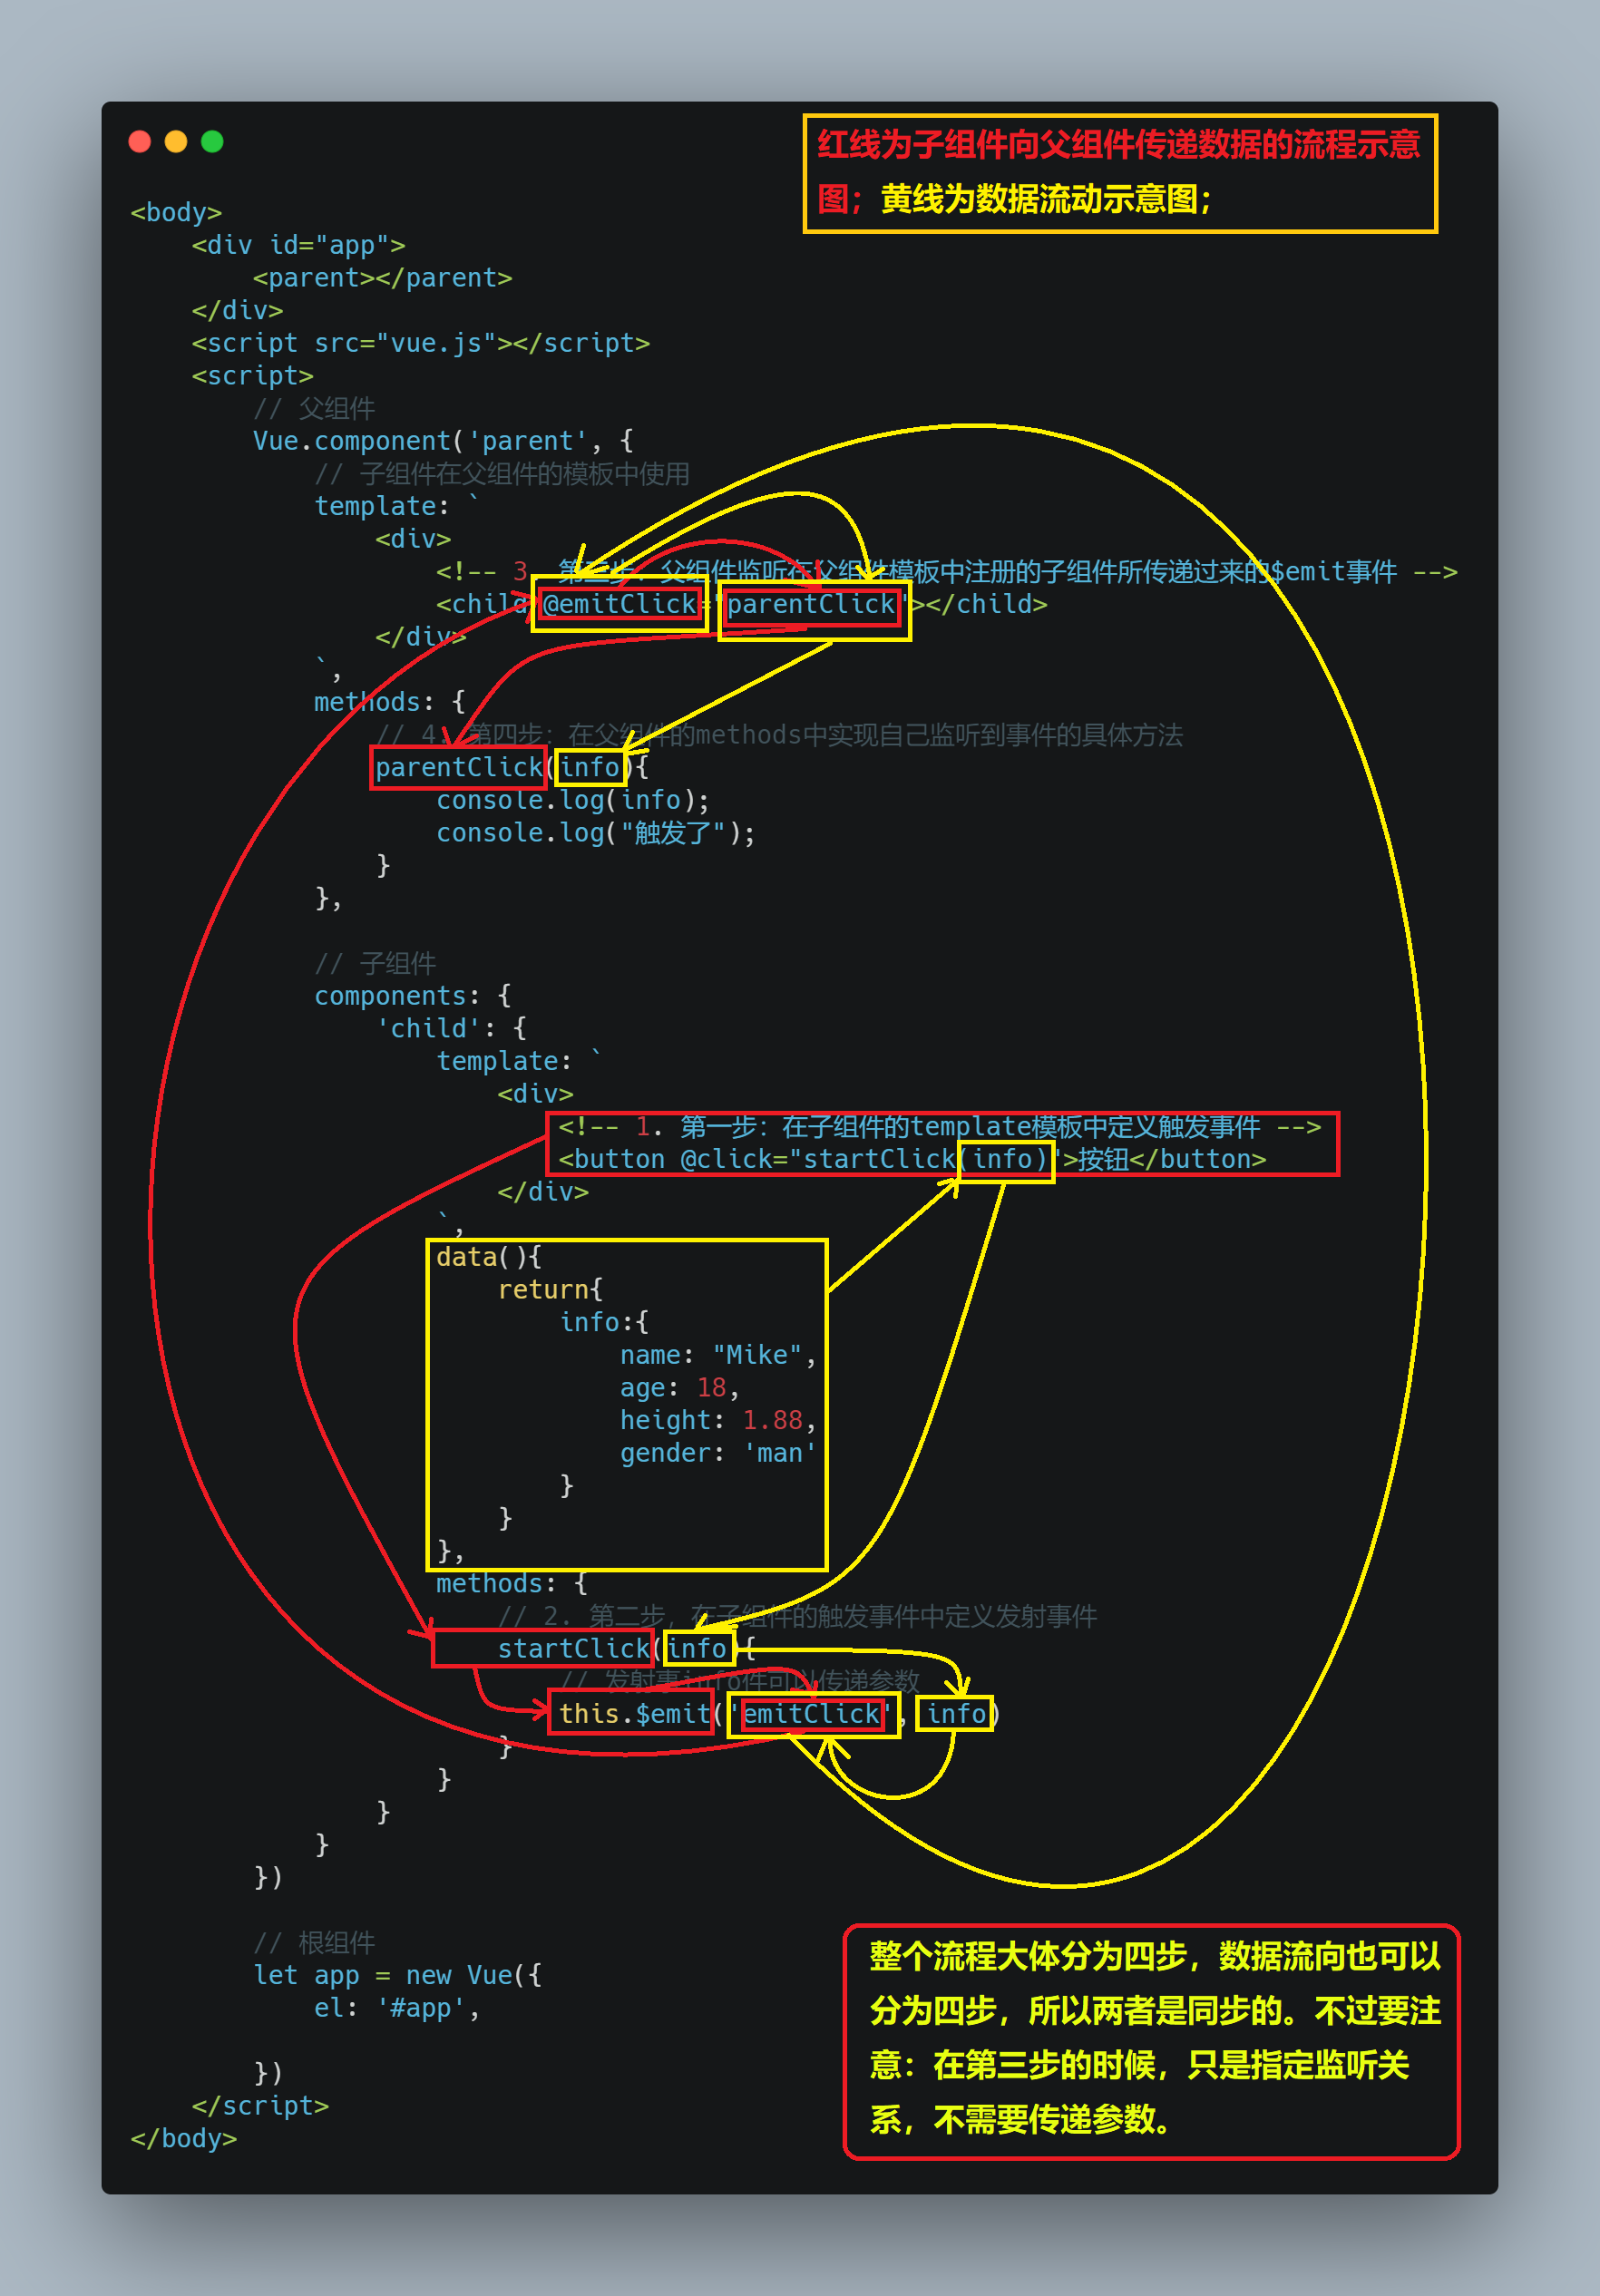 红线为子组件向父组件传递数据的流程示意
图；黄线为数据流动示意图；
<body>
    <div id="app">
        <parent></parent>
    </div>
    <script src="vue.js"></script>
    <script>
        // 父组件
        Vue.component('parent', {
            // 子组件在父组件的模板中使用
            template: `
                <div>
                    <!-- 3. 第三步：父组件监听在父组件模板中注册的子组件所传递过来的$emit事件 -->
                    <child @emitClick="parentClick"></child>
                </div>
            `,
            methods: {
                // 4. 第四步：在父组件的methods中实现自己监听到事件的具体方法
                parentClick(info){
                    console.log(info);
                    console.log("触发了");
                }
            },

            // 子组件
            components: {
                'child': {
                    template: `
                        <div>
                            <!-- 1. 第一步：在子组件的template模板中定义触发事件 -->
                            <button @click="startClick(info)">按钮</button>
                        </div>
                    `,
                    data(){
                        return{
                            info:{
                                name: "Mike",
                                age: 18,
                                height: 1.88,
                                gender: 'man'
                            }
                        }
                    },
                    methods: {
                        // 2. 第二步，在子组件的触发事件中定义发射事件
                        startClick(info){
                            // 发射事info件可以传递参数
                            this.$emit('emitClick', info)
                        }
                    }
                }
            }
        })

        // 根组件
        let app = new Vue({
            el: '#app',

        })
    </script>
</body>
整个流程大体分为四步，数据流向也可以
分为四步，所以两者是同步的。不过要注
意：在第三步的时候，只是指定监听关
系，不需要传递参数。